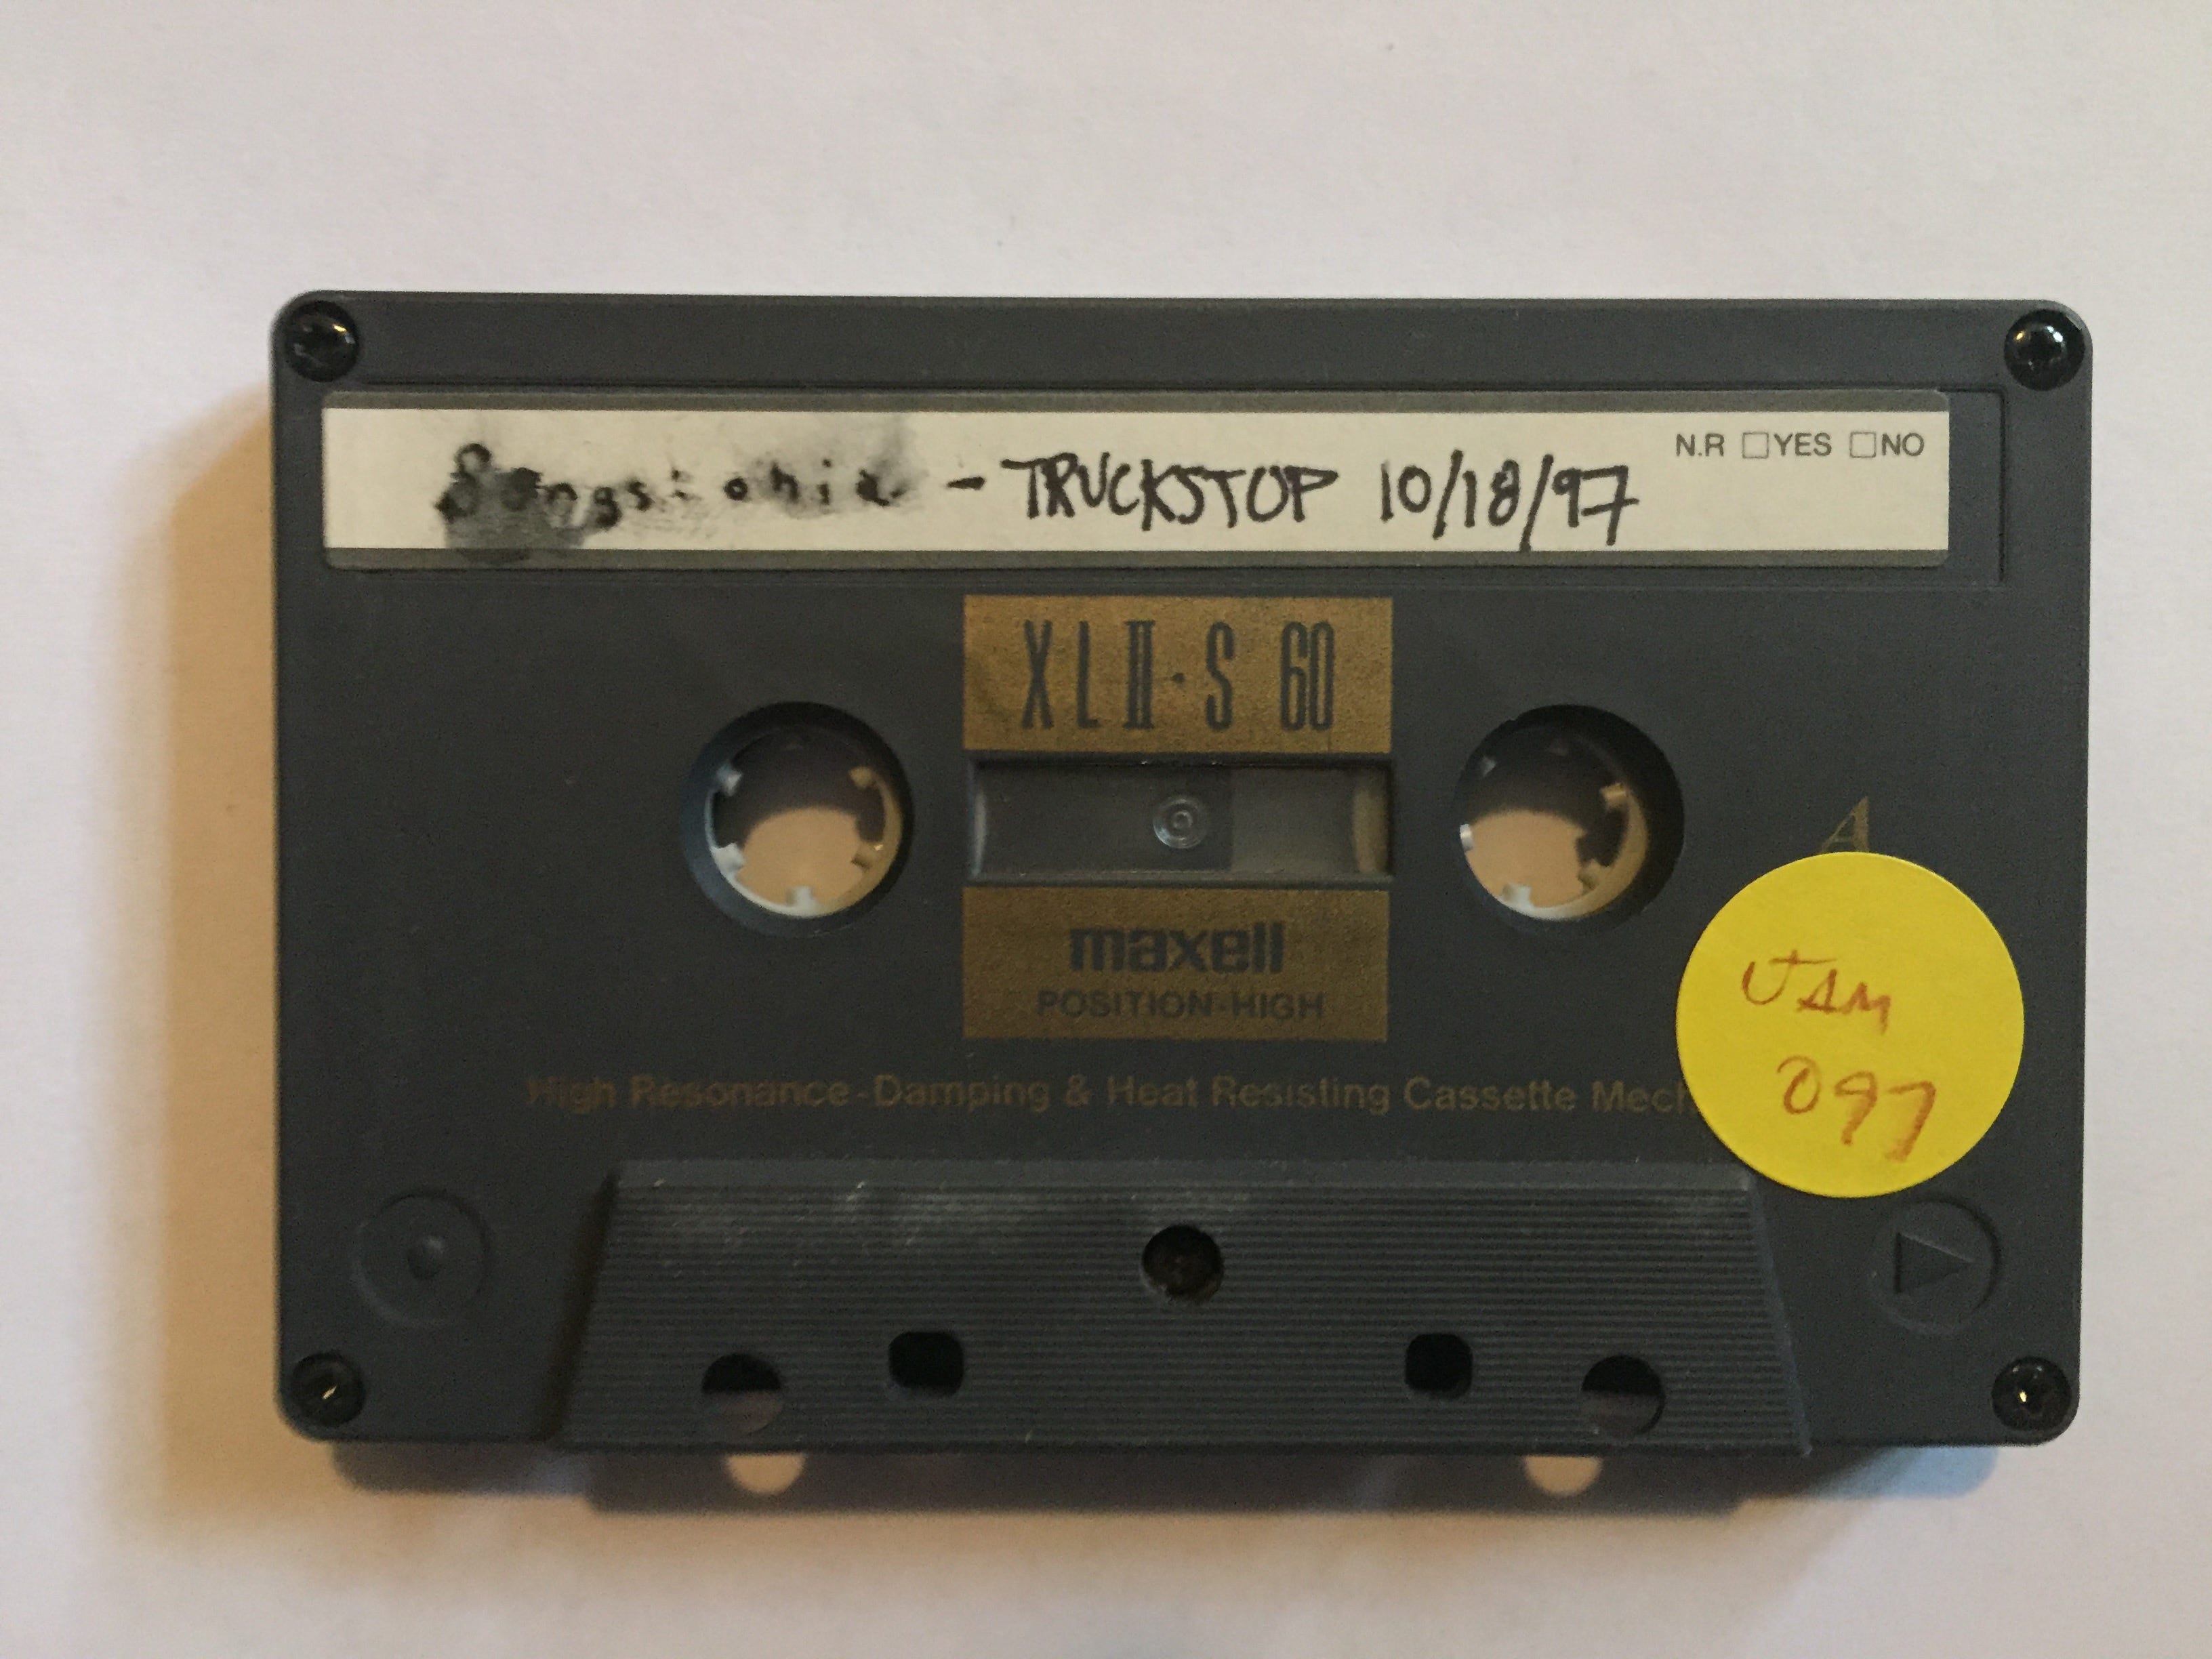 Songs: ohia - TRUCKSTOP 10/18/97
N.R □YES □NO
XLII·S 60
A
maxell
POSITION·HIGH
JAM
097
High Resonance-Damping & Heat Resisting Cassette Mech